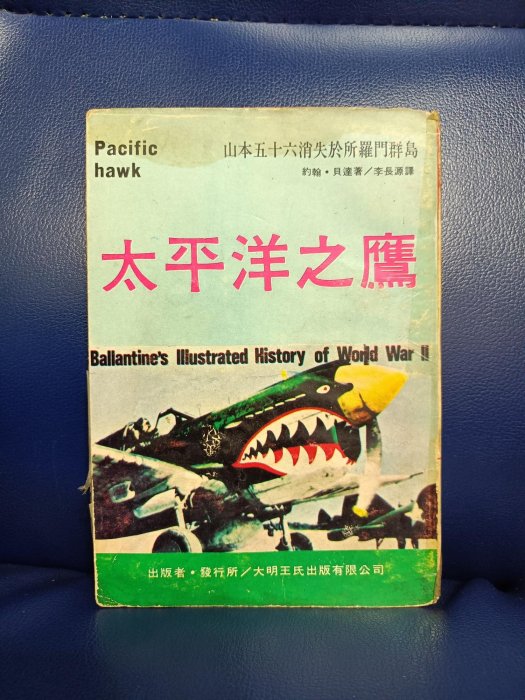 Pacific
hawk
山本五十六消失於所羅門群島
約翰・貝達著／李長源譯
太平洋之鷹
Ballantine's Illustrated History of World War II
出版者・發行所／大明王氏出版有限公司